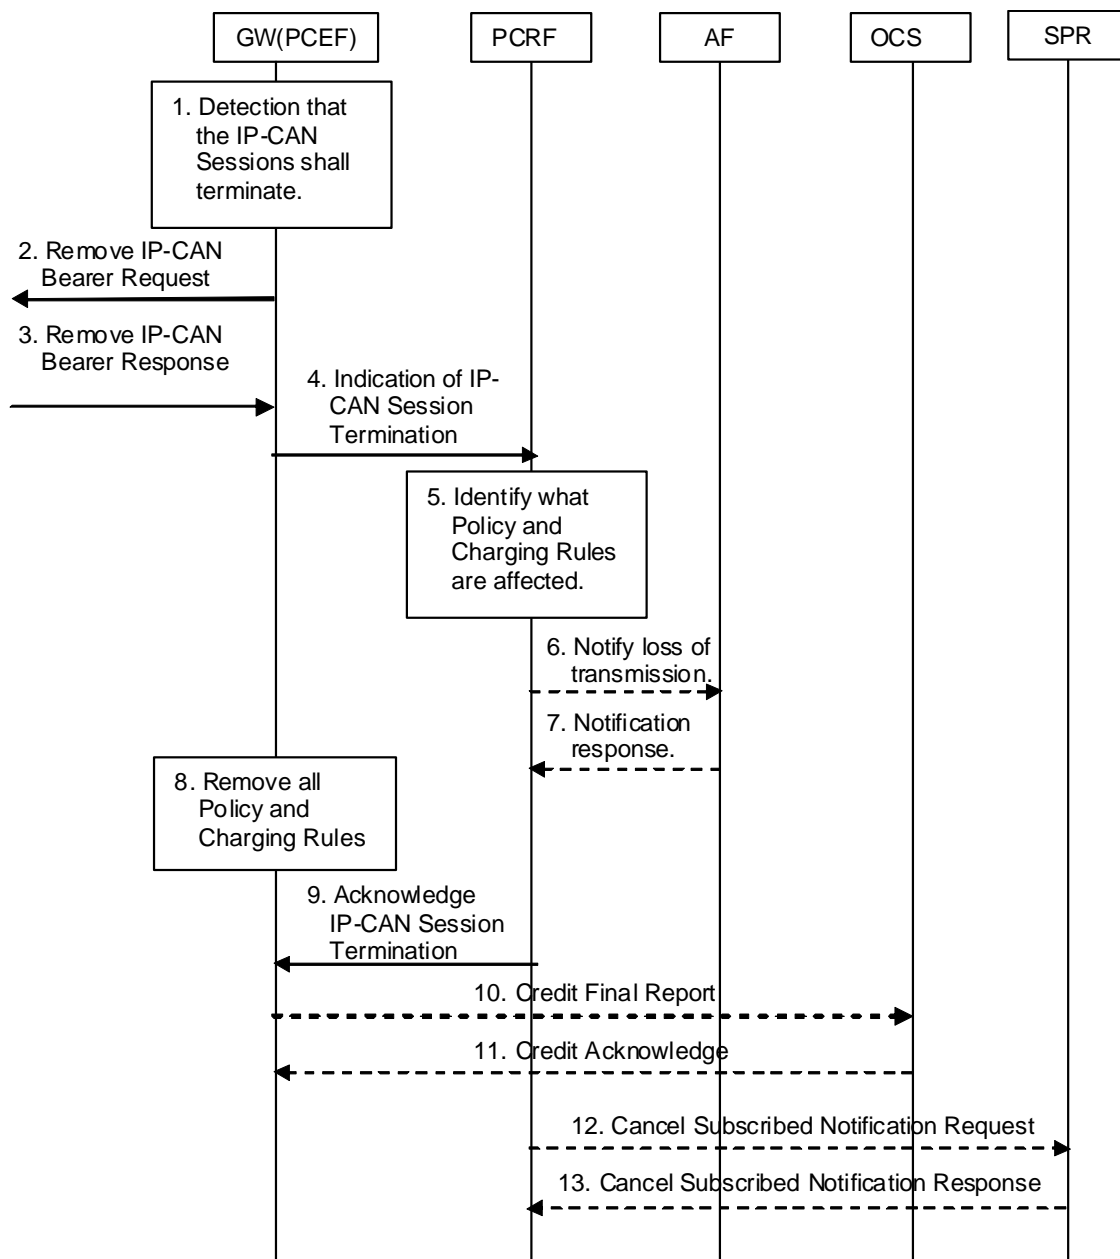 GW(PCEF)
PCRF
AF
OCS
SPR
1. Detection that
the IP-CAN
Sessions shall
terminate.
2. Remove IP-CAN
Bearer Request
3. Remove IP-CAN
Bearer Response
4. Indication of IP-
CAN Session
Termination
5. Identify what
Policy and
Charging Rules
are affected.
6. Notify loss of
transmission.
7. Notification
response.
8. Remove all
Policy and
Charging Rules
9. Acknowledge
IP-CAN Session
Termination
10. Credit Final Report
11. Credit Acknowledge
12. Cancel Subscribed Notification Request
13. Cancel Subscribed Notification Response